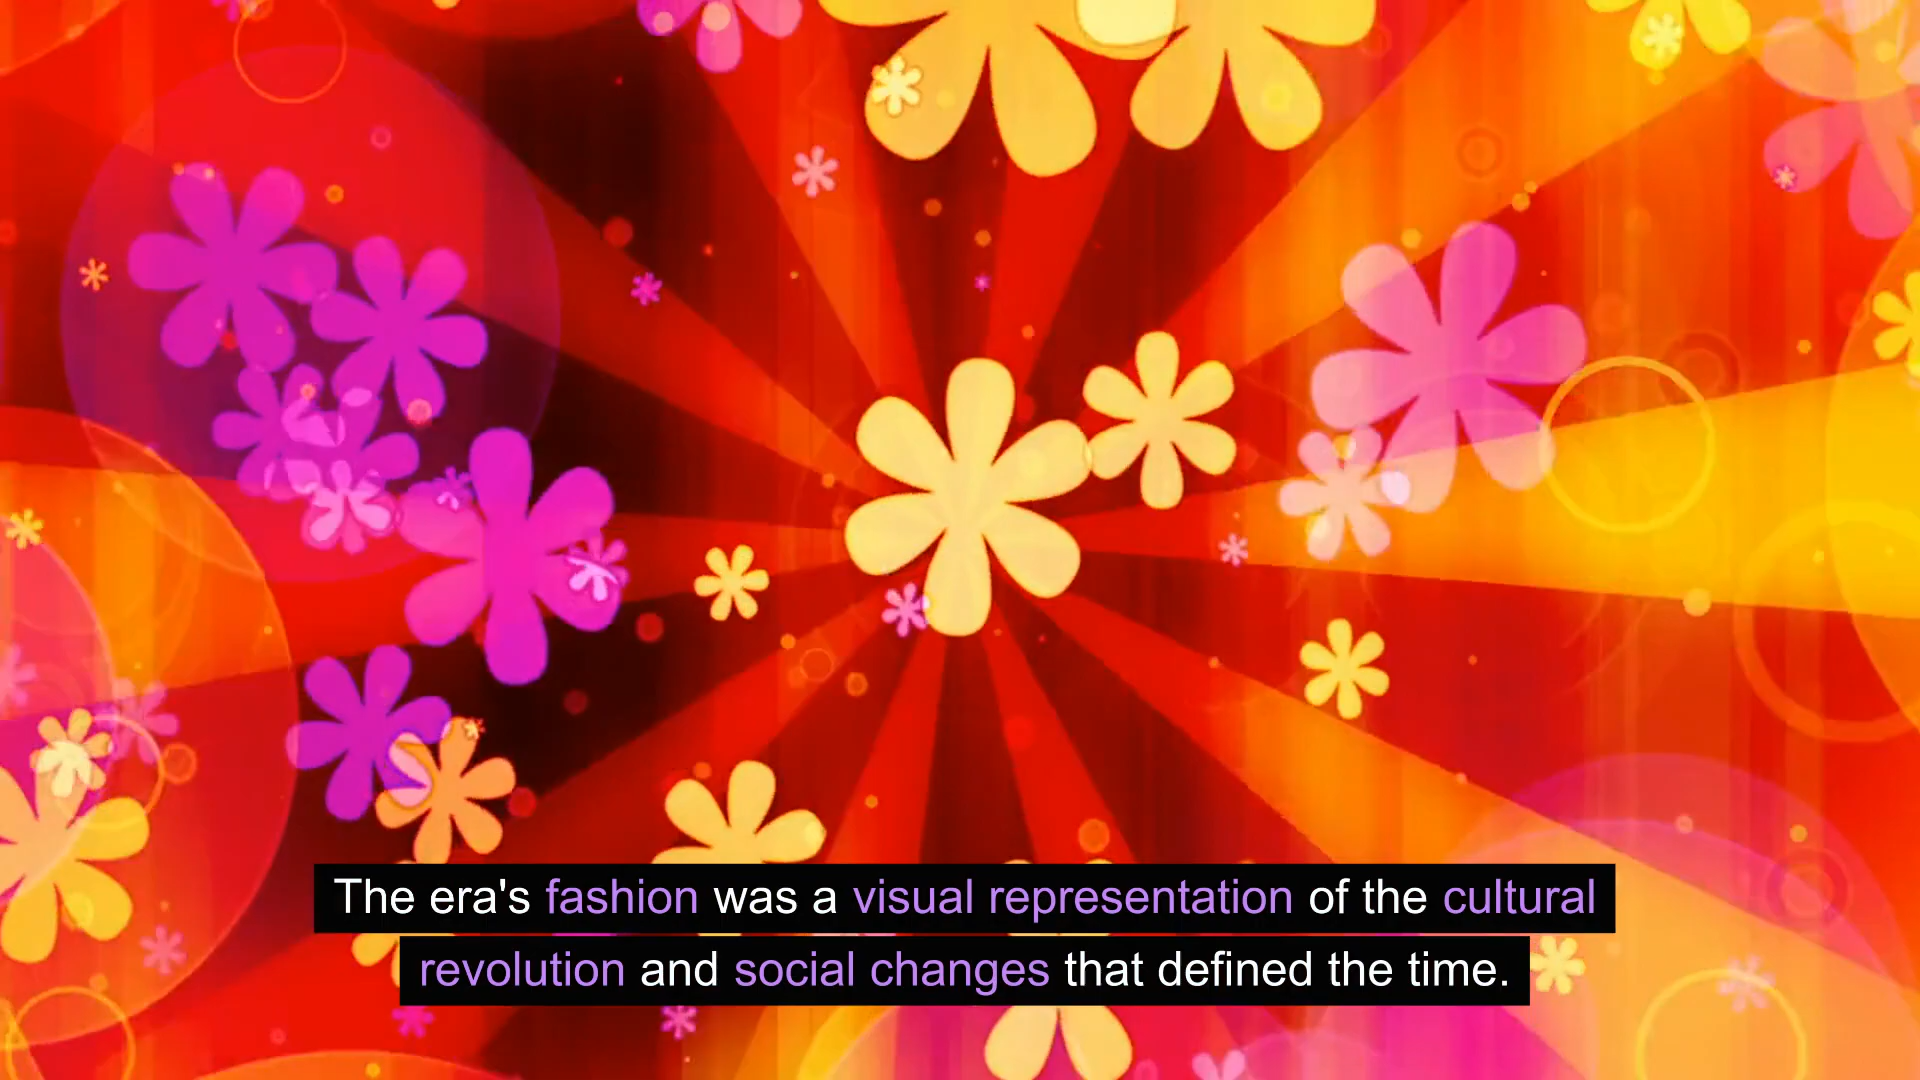 The era's fashion was a visual representation of the cultural
revolution and social changes that defined the time.